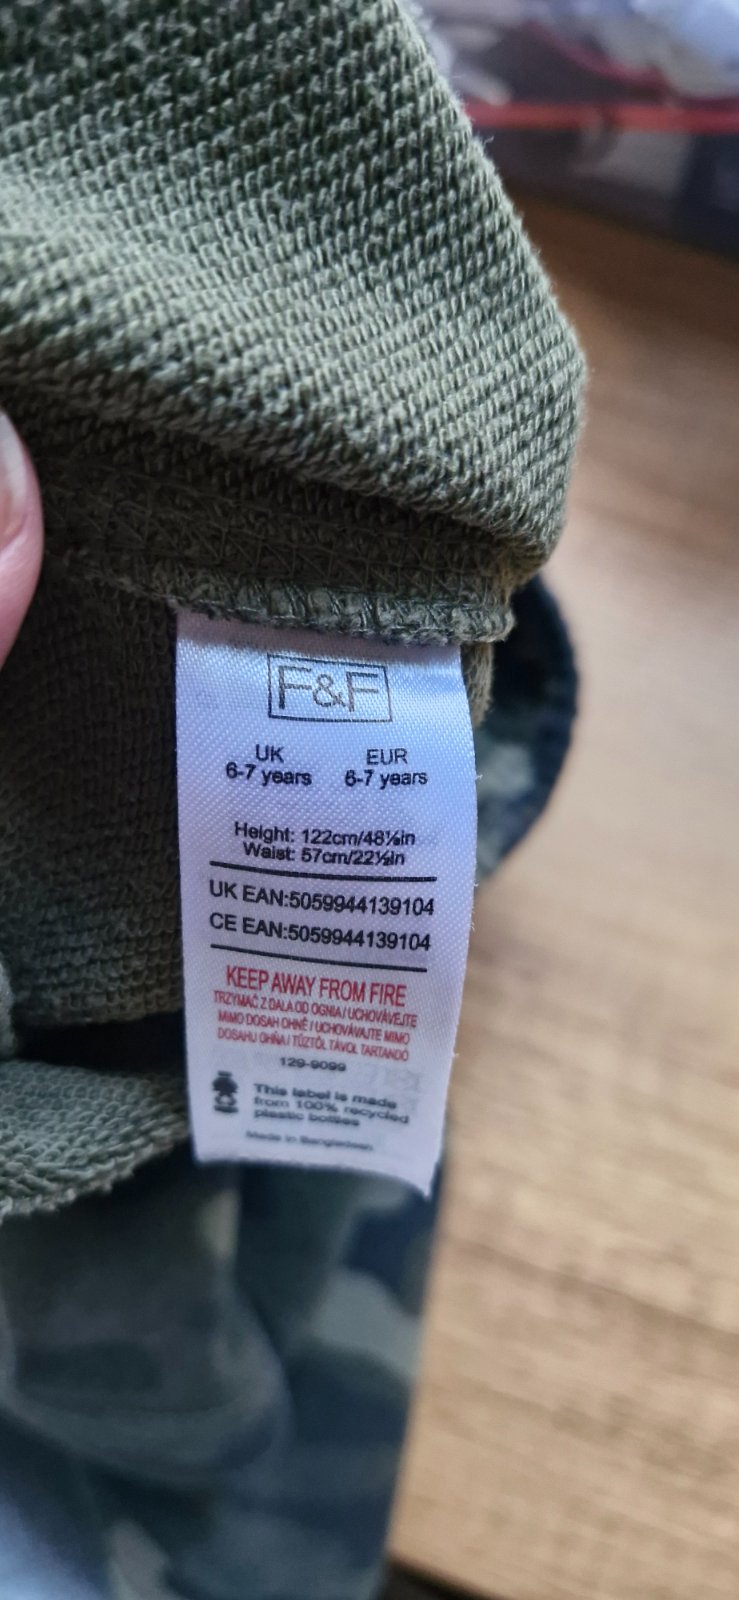 F&F
UK EUR
6-7 years 6-7 years
Height: 122cm/48⅛in
Waist: 57cm/22½in
UK EAN:5059944139104
CE EAN:5059944139104
KEEP AWAY FROM FIRE
TRZYMAĆ Z DALA OD OGNIA / UCHOVÁVEJTE
MIMO DOSAH OHNĚ / UCHOVÁVAJTE MIMO
DOSAHU OHŇA / TŰZTŐL TÁVOL TARTANDÓ
129-9099
This label is made
from 100% recycled
plastic bottles
Made in Bangladesh